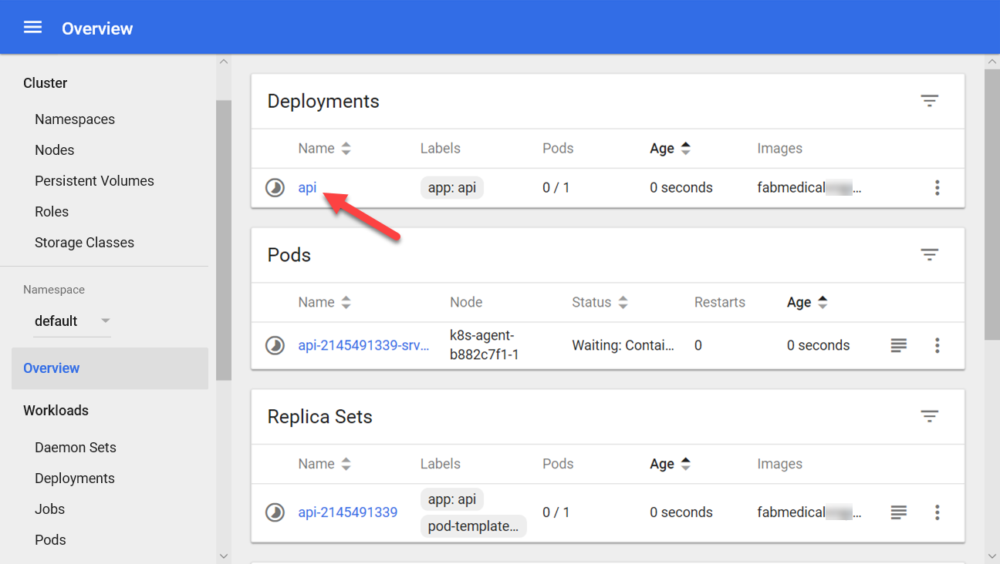 Overview
Cluster
Namespaces
Nodes
Persistent Volumes
Roles
Storage Classes
Namespace
default
Overview
Workloads
Daemon Sets
Deployments
Jobs
Pods
Deployments
Name Labels Pods Age Images
api app: api 0 / 1 0 seconds fabmedical...
Pods
Name Node Status Restarts Age
api-2145491339-srv... k8s-agent-
b882c7f1-1 Waiting: Contai... 0 0 seconds
Replica Sets
Name Labels Pods Age Images
api-2145491339 app: api
pod-template... 0 / 1 0 seconds fabmedical...